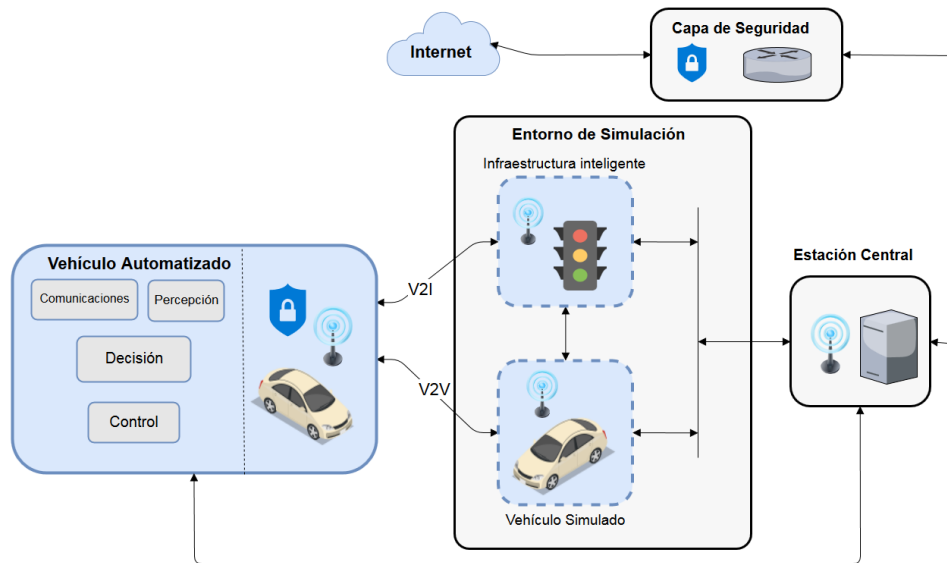 Internet
Capa de Seguridad
Entorno de Simulación
Infraestructura inteligente
Vehículo Automatizado
Comunicaciones
Percepción
Decisión
Control
V2I
V2V
Vehículo Simulado
Estación Central